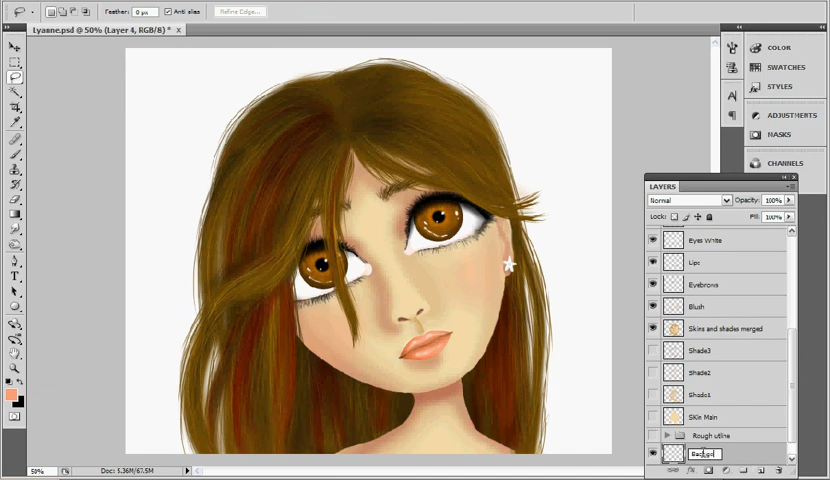 Feather: 0 px Anti-alias Refine Edge...
Lyanne.psd @ 50% (Layer 4, RGB/8) * x
COLOR
SWATCHES
STYLES
ADJUSTMENTS
MASKS
CHANNELS
LAYERS
Normal Opacity: 100%
Lock: Fill: 100%
Eyes White
Lips
Eyebrows
Blush
Skins and shades merged
Shade3
Shade2
Shade1
SKin Main
Rough utline
50% Doc: 5.36M/67.5M